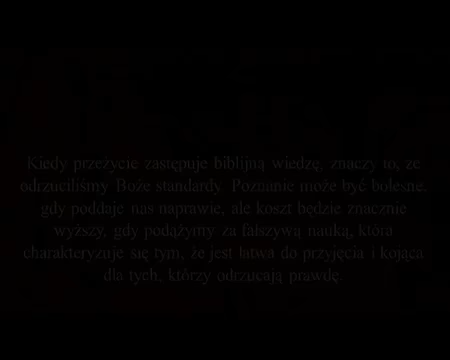 Kiedy przeżycie zastępuje biblijną wiedzę, znaczy to, że
odrzuciliśmy Boże standardy. Poznanie może być bolesne,
gdy poddaje nas naprawie, ale koszt będzie znacznie
wyższy, gdy podążymy za fałszywą nauką, która
charakteryzuje się tym, że jest łatwa do przyjęcia i kojąca
dla tych, którzy odrzucają prawdę.